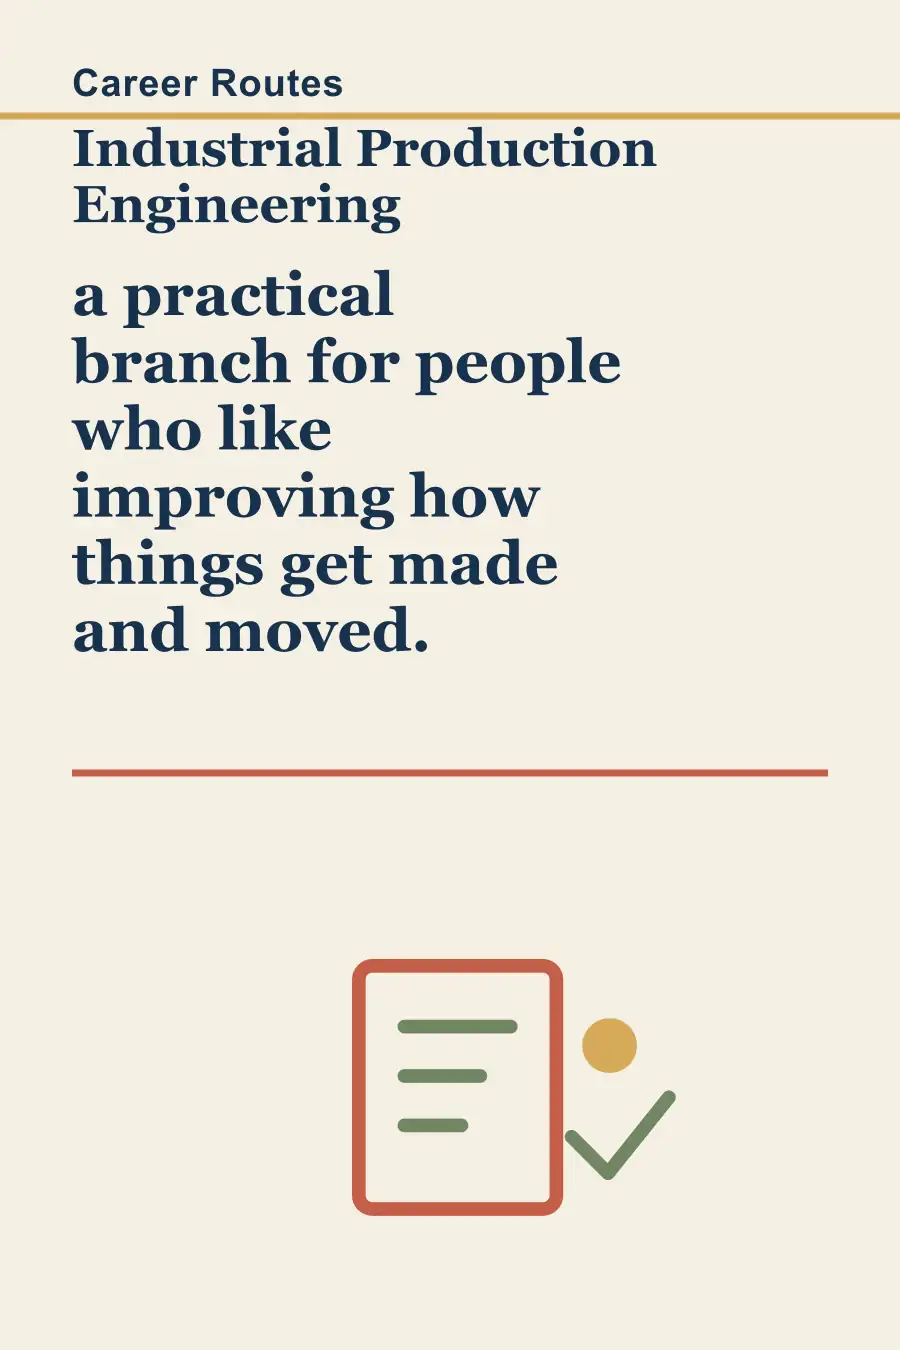 Career Routes
Industrial Production
Engineering
a practical
branch for people
who like
improving how
things get made
and moved.